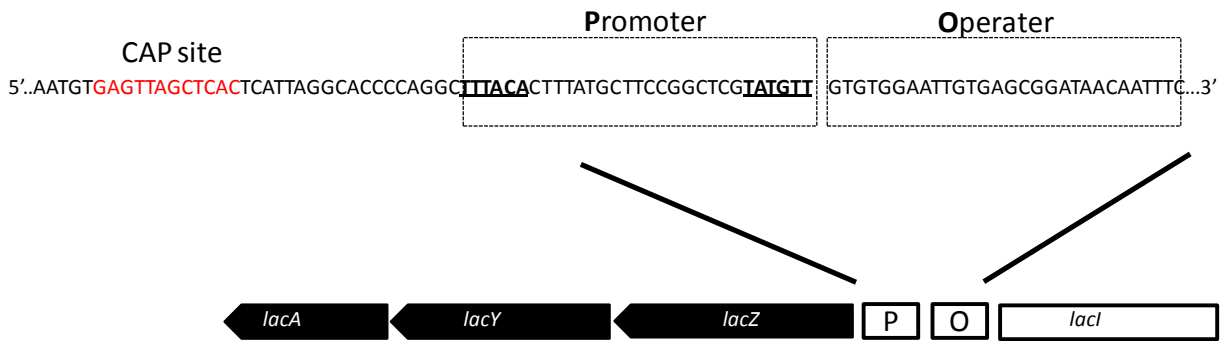 Promoter Operater
CAP site
5’..AATGTGAGTTAGCTCACTCATTAGGCACCCCAGGCTTTACACTTTATGCTTCCGGCTCGTATGTT GTGTGGAATTGTGAGCGGATAACAATTTC...3’
lacA lacY lacZ P O lacI